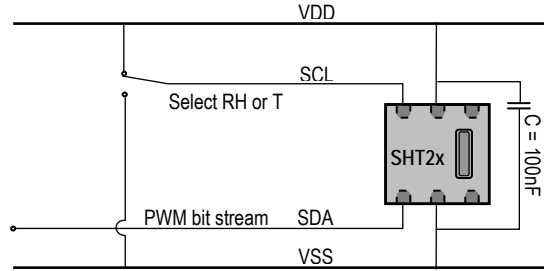 VDD
SCL
Select RH or T
SHT2x
C = 100nF
PWM bit stream SDA
VSS